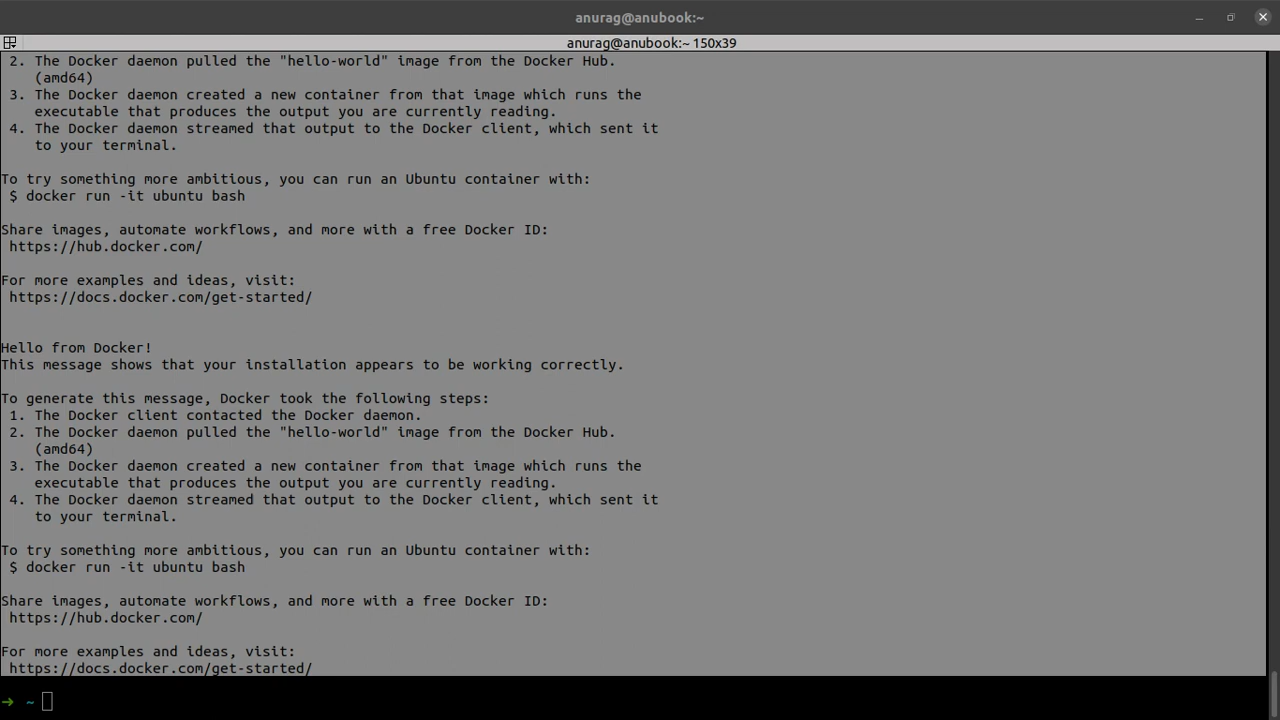 anurag@anubook:~
anurag@anubook:~ 150x39
 2. The Docker daemon pulled the "hello-world" image from the Docker Hub.
    (amd64)
 3. The Docker daemon created a new container from that image which runs the
    executable that produces the output you are currently reading.
 4. The Docker daemon streamed that output to the Docker client, which sent it
    to your terminal.

To try something more ambitious, you can run an Ubuntu container with:
 $ docker run -it ubuntu bash

Share images, automate workflows, and more with a free Docker ID:
 https://hub.docker.com/

For more examples and ideas, visit:
 https://docs.docker.com/get-started/


Hello from Docker!
This message shows that your installation appears to be working correctly.

To generate this message, Docker took the following steps:
 1. The Docker client contacted the Docker daemon.
 2. The Docker daemon pulled the "hello-world" image from the Docker Hub.
    (amd64)
 3. The Docker daemon created a new container from that image which runs the
    executable that produces the output you are currently reading.
 4. The Docker daemon streamed that output to the Docker client, which sent it
    to your terminal.

To try something more ambitious, you can run an Ubuntu container with:
 $ docker run -it ubuntu bash

Share images, automate workflows, and more with a free Docker ID:
 https://hub.docker.com/

For more examples and ideas, visit:
 https://docs.docker.com/get-started/

➜  ~